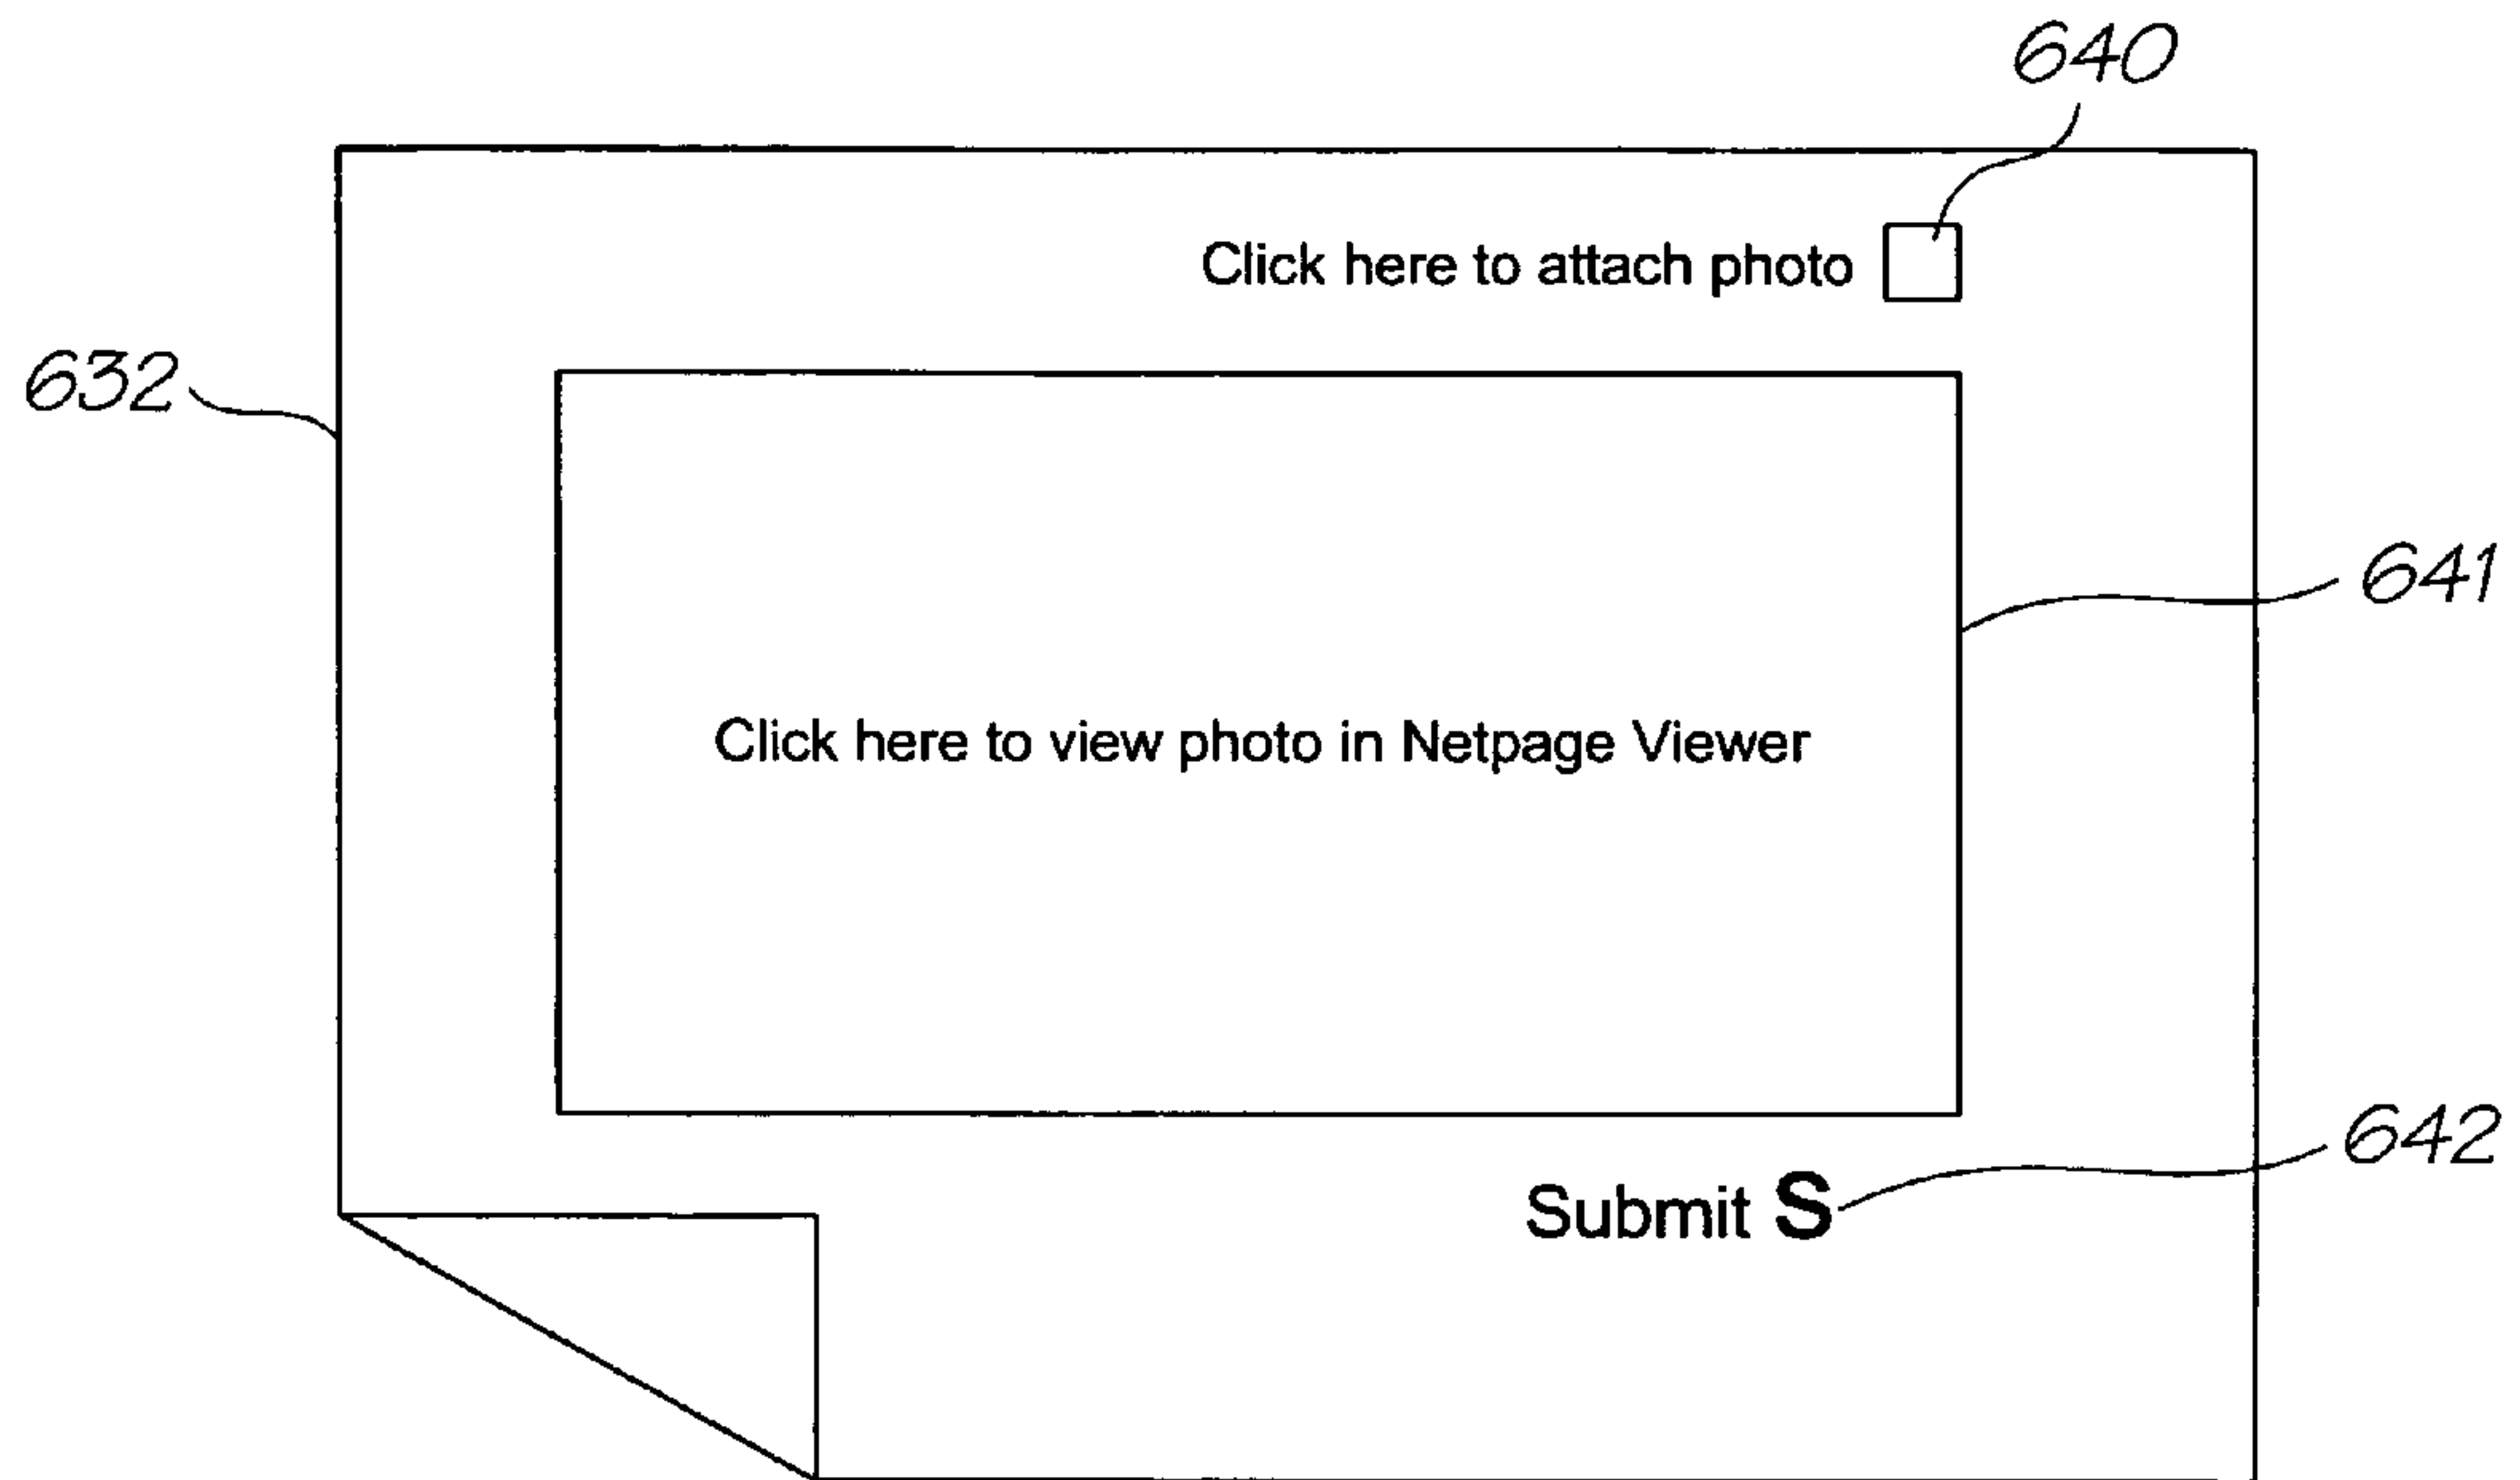 640
Click here to attach photo
632
641
Click here to view photo in Netpage Viewer
642
Submit S